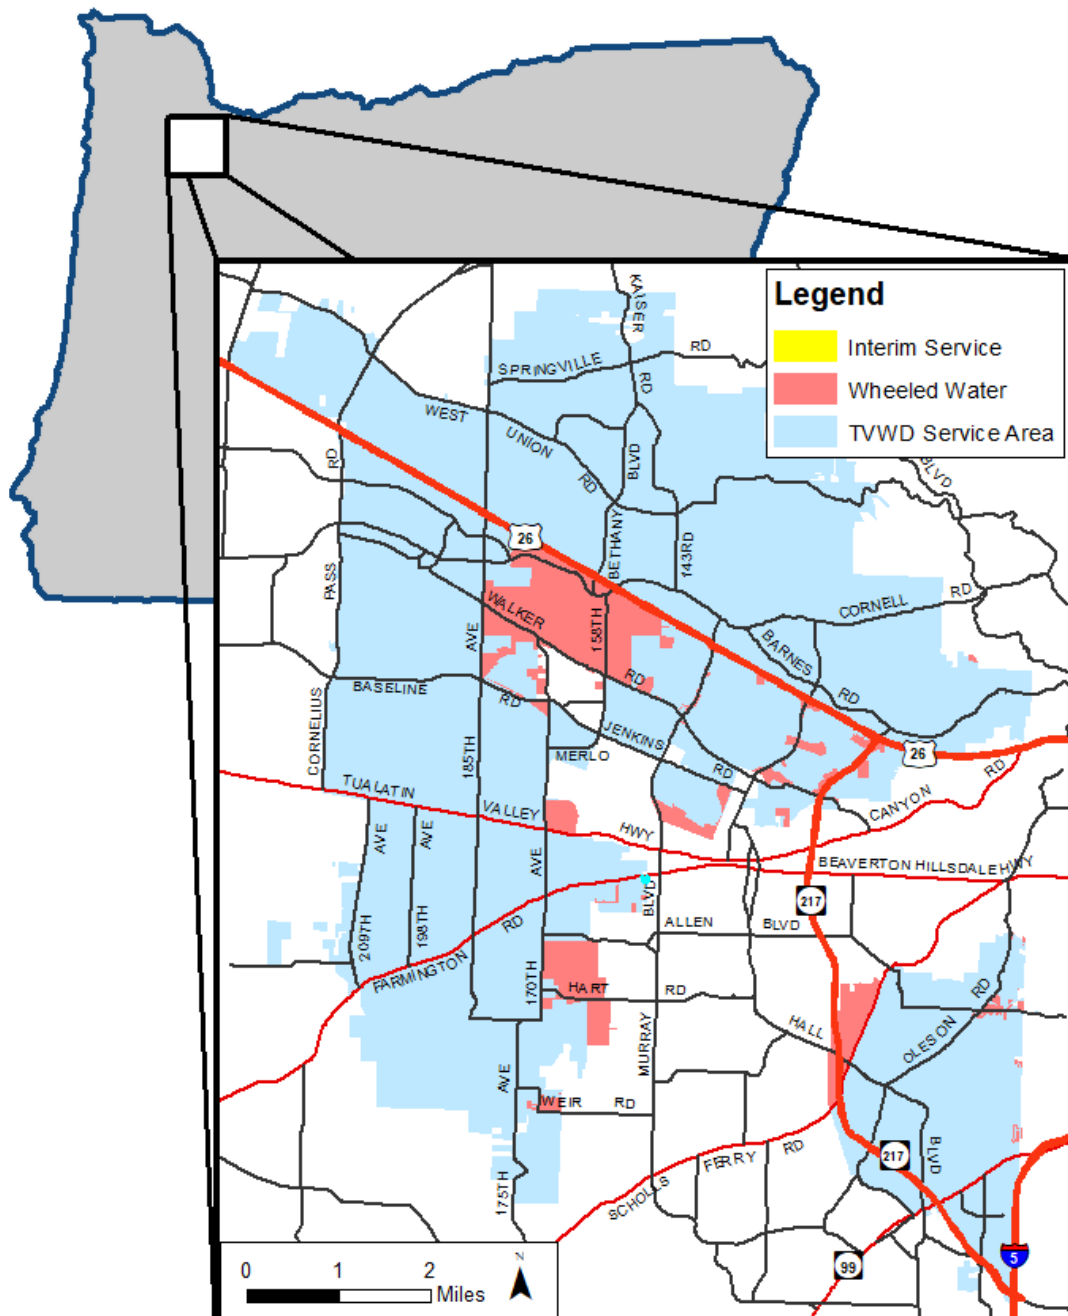 Legend
Interim Service
Wheeled Water
TVWD Service Area
KAISER
RD
SPRINGVILLE
RD
WEST
UNION
RD
BLVD
BLVD
RD
26
BETHANY
143RD
PASS
WALKER
158TH
CORNELL
RD
AVE
BARNES
RD
BASELINE
RD
RD
CORNELIUS
JENKINS
MERLO
185TH
RD
26
RD
TUALATIN
VALLEY
HWY
CANYON
AVE
AVE
AVE
BEAVERTON HILLSDALE HWY
BLVD
217
209TH
198TH
RD
ALLEN
BLVD
FARMINGTON
170TH
HART
RD
RD
HALL
OLESON
MURRAY
AVE
WEIR
RD
RD
FERRY
SCHOLLS
217
BLVD
175TH
99
5
0
1
2
Miles
N